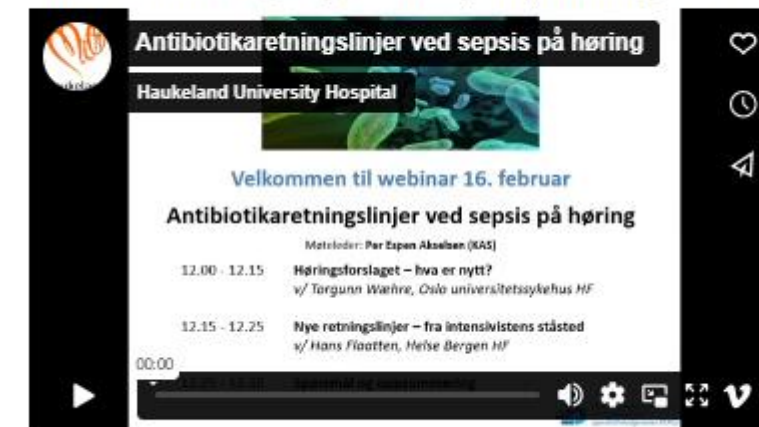 Antibiotikaretningslinjer ved sepsis på høring
Haukeland University Hospital
Velkommen til webinar 16. februar
Antibiotikaretningslinjer ved sepsis på høring
Møteleder: Per Espen Akselsen (KAS)
12.00 - 12.15 Høringsforslaget – hva er nytt?
v/ Torgunn Wæhre, Oslo universitetssykehus HF
12.15 - 12.25 Nye retningslinjer – fra intensivistens ståsted
v/ Hans Flaatten, Helse Bergen HF
00:00